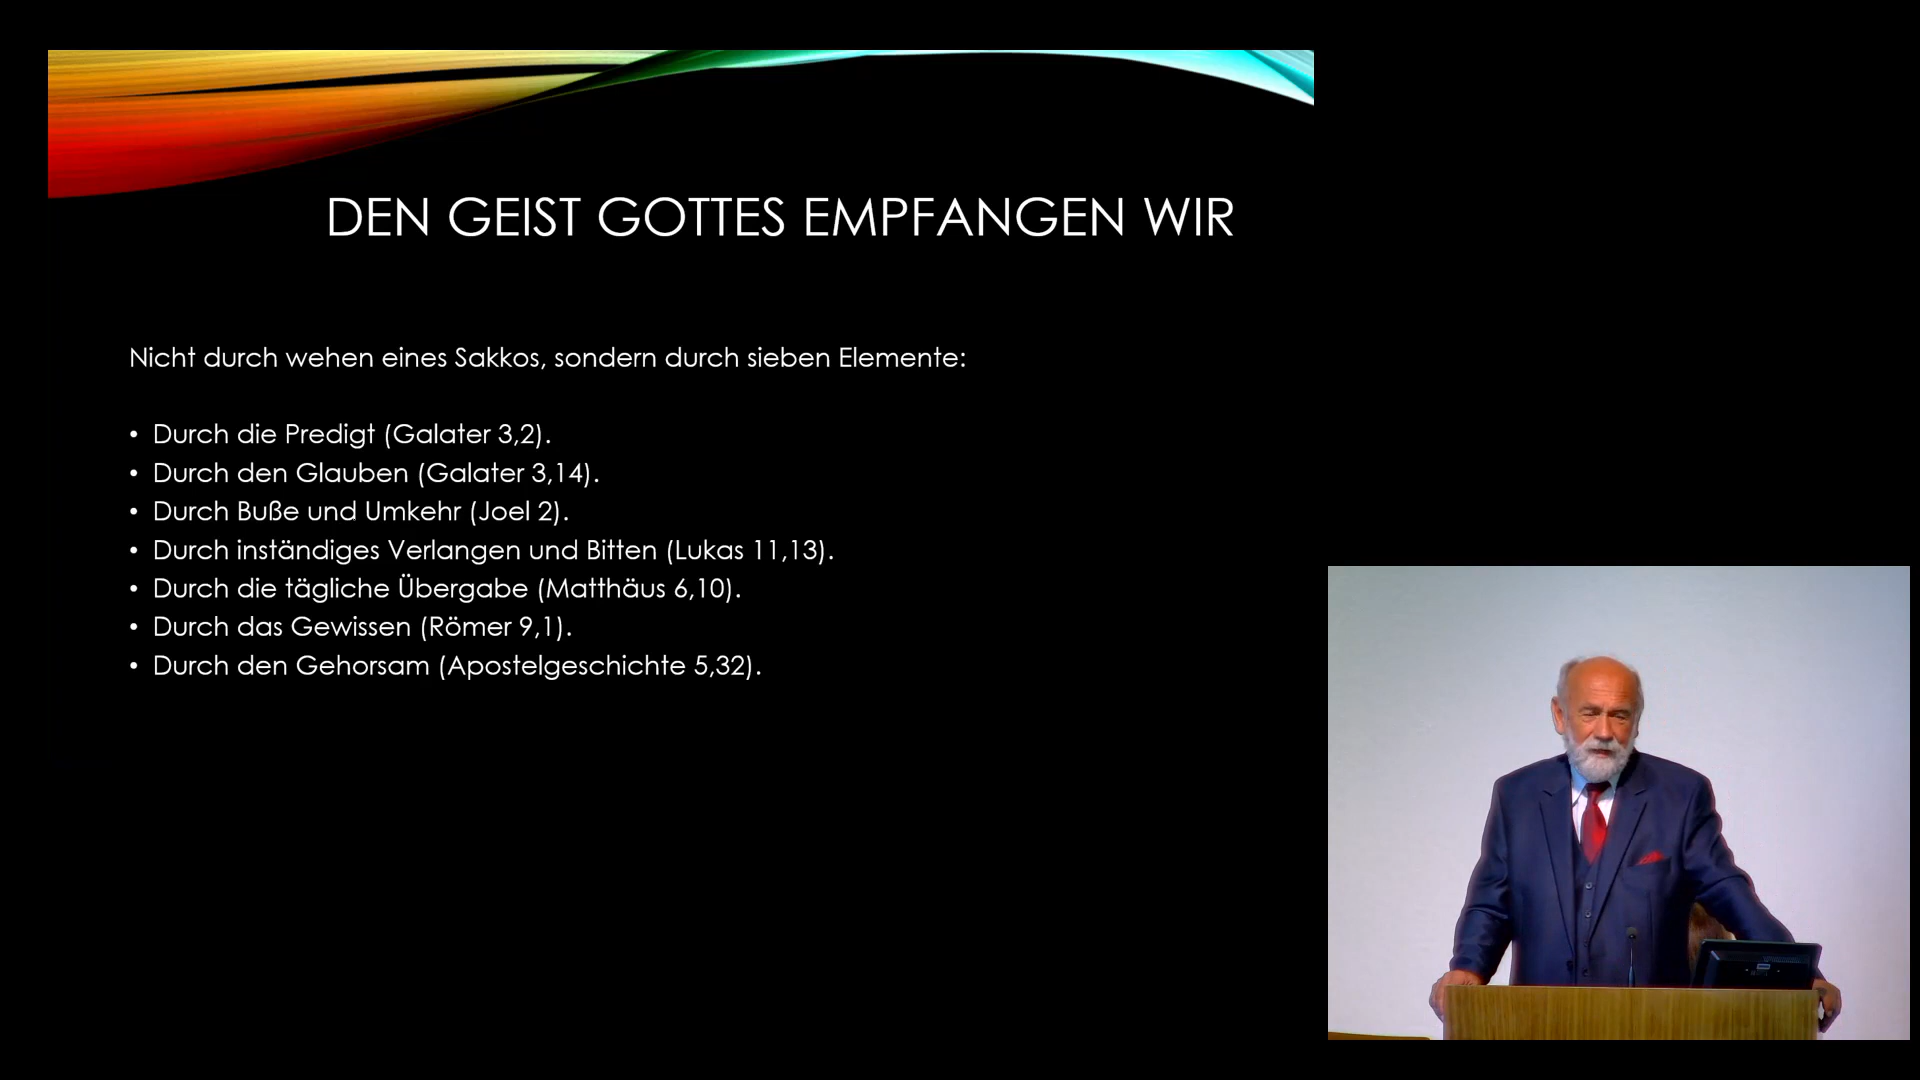 DEN GEIST GOTTES EMPFANGEN WIR
Nicht durch wehen eines Sakkos, sondern durch sieben Elemente:
• Durch die Predigt (Galater 3,2).
• Durch den Glauben (Galater 3,14).
• Durch Buße und Umkehr (Joel 2).
• Durch inständiges Verlangen und Bitten (Lukas 11,13).
• Durch die tägliche Übergabe (Matthäus 6,10).
• Durch das Gewissen (Römer 9,1).
• Durch den Gehorsam (Apostelgeschichte 5,32).